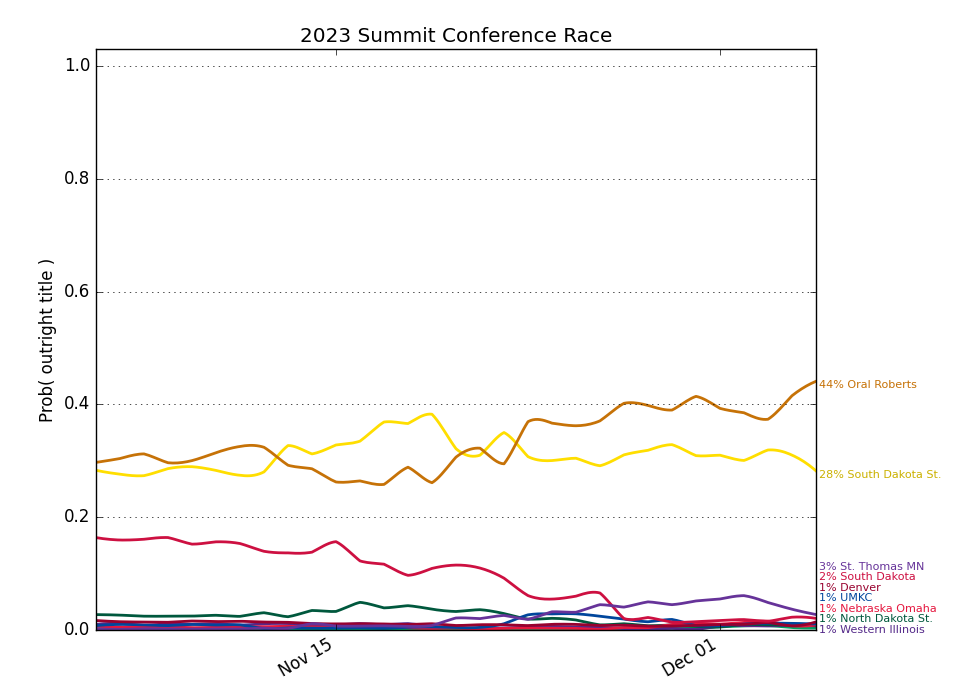 2023 Summit Conference Race
1.0
0.8
0.6
0.4
0.2
0.0
Prob( outright title )
Nov 15
Dec 01
44% Oral Roberts
28% South Dakota St.
3% St. Thomas MN
2% South Dakota
1% Denver
1% UMKC
1% Nebraska Omaha
1% North Dakota St.
1% Western Illinois